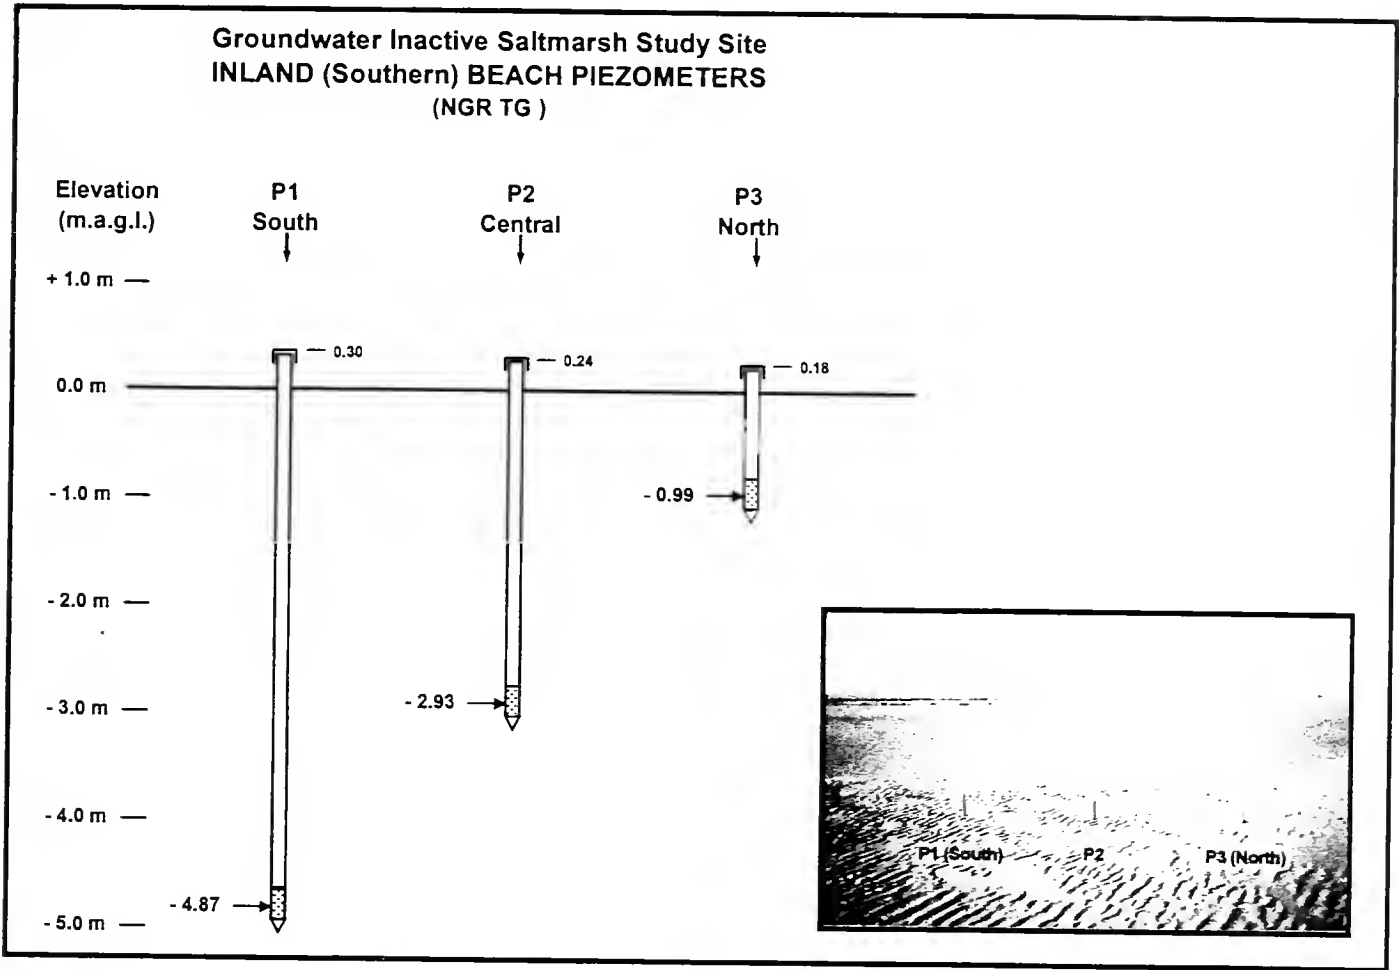 Groundwater Inactive Saltmarsh Study Site
INLAND (Southern) BEACH PIEZOMETERS
(NGR TG )
Elevation
(m.a.g.l.)
P1
South
P2
Central
P3
North
+ 1.0 m
0.30
0.24
0.18
0.0 m
- 1.0 m
- 0.99
- 2.0 m
- 2.93
- 3.0 m
- 4.0 m
- 4.87
- 5.0 m
P1 (South)
P2
P3 (North)